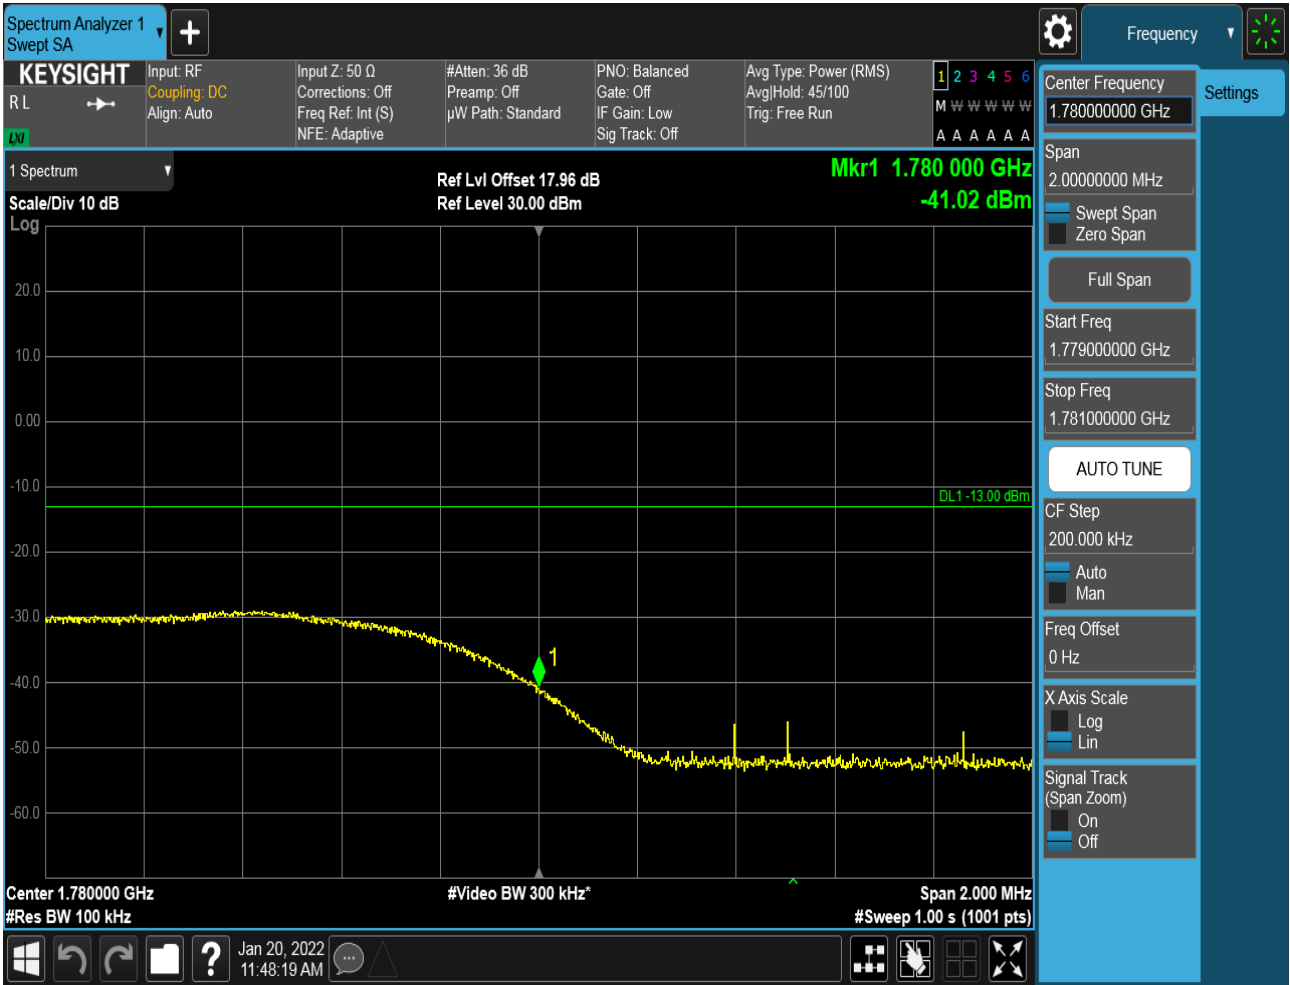 Spectrum Analyzer 1
Swept SA
Frequency
KEYSIGHT
R L
LXI
Input: RF
Coupling: DC
Align: Auto
Input Z: 50 Ω
Corrections: Off
Freq Ref: Int (S)
NFE: Adaptive
#Atten: 36 dB
Preamp: Off
µW Path: Standard
PNO: Balanced
Gate: Off
IF Gain: Low
Sig Track: Off
Avg Type: Power (RMS)
Avg|Hold: 45/100
Trig: Free Run
1 2 3 4 5 6
M W W W W W
A A A A A A
1 Spectrum
Scale/Div 10 dB
Log
Ref Lvl Offset 17.96 dB
Ref Level 30.00 dBm
Mkr1 1.780 000 GHz
-41.02 dBm
20.0
10.0
0.00
-10.0
-20.0
-30.0
-40.0
-50.0
-60.0
DL1 -13.00 dBm
1
Center 1.780000 GHz
#Video BW 300 kHz*
Span 2.000 MHz
#Res BW 100 kHz
#Sweep 1.00 s (1001 pts)
Center Frequency
1.780000000 GHz
Settings
Span
2.00000000 MHz
Swept Span
Zero Span
Full Span
Start Freq
1.779000000 GHz
Stop Freq
1.781000000 GHz
AUTO TUNE
CF Step
200.000 kHz
Auto
Man
Freq Offset
0 Hz
X Axis Scale
Log
Lin
Signal Track
(Span Zoom)
On
Off
?
Jan 20, 2022
11:48:19 AM